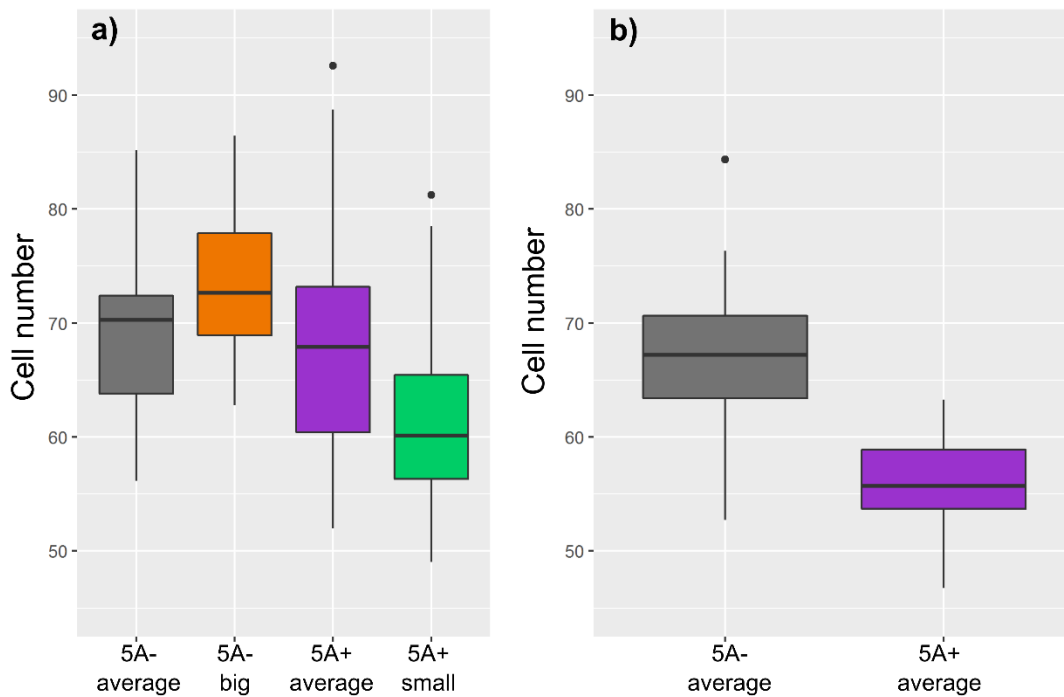 a)
Cell number
90
80
70
60
50
5A-
average
5A-
big
5A+
average
5A+
small
b)
Cell number
90
80
70
60
50
5A-
average
5A+
average